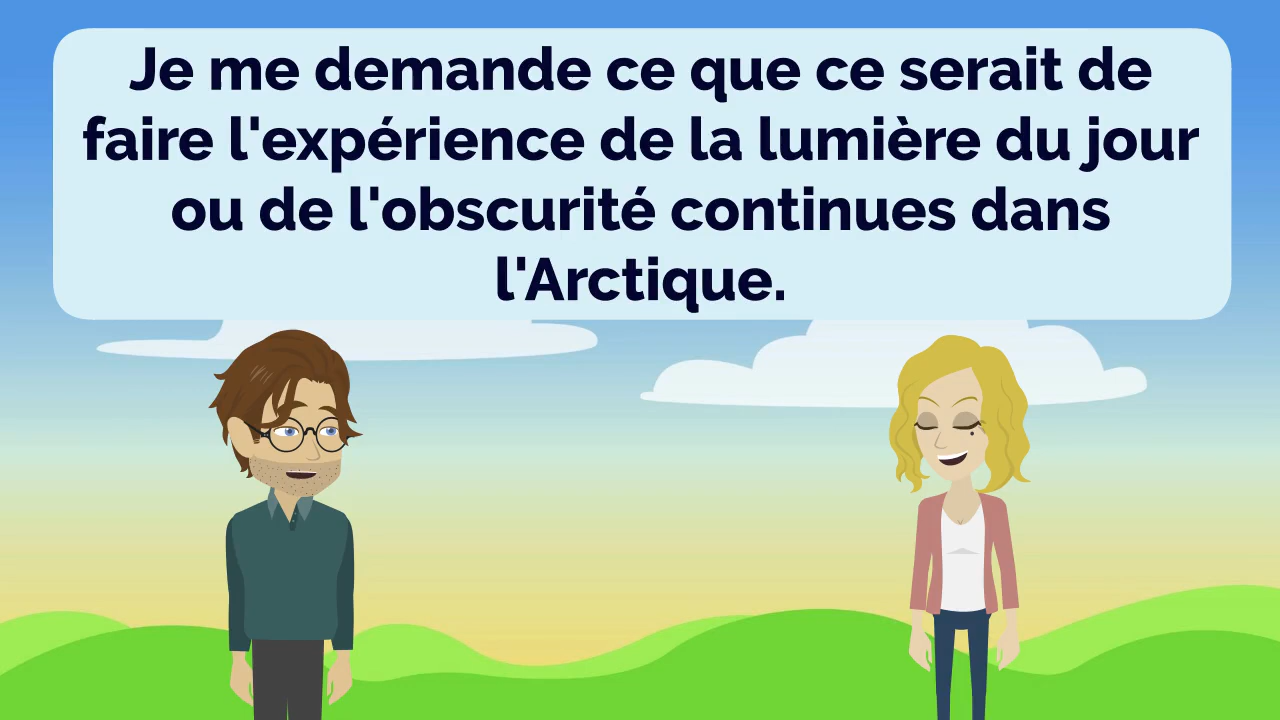 Je me demande ce que ce serait de
faire l'expérience de la lumière du jour
ou de l'obscurité continues dans
l'Arctique.